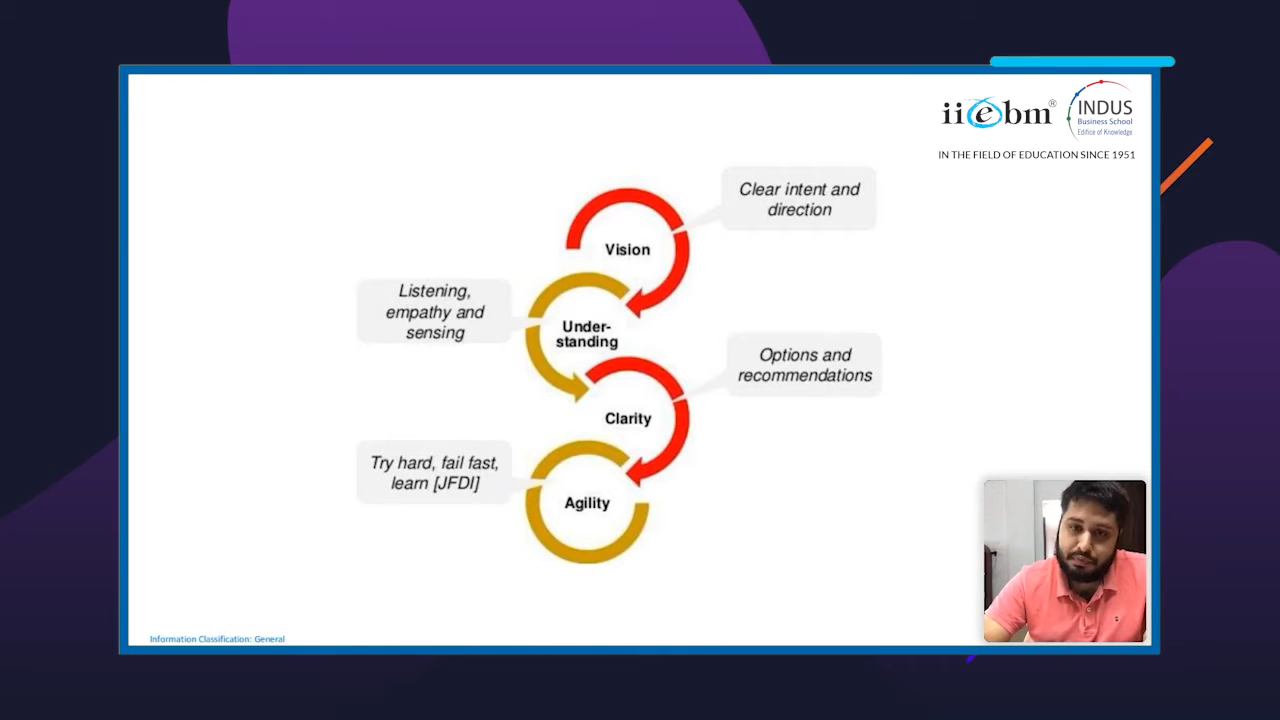 iiebm®
INDUS
Business School
Edifice of Knowledge
IN THE FIELD OF EDUCATION SINCE 1951
Clear intent and
direction
Vision
Listening,
empathy and
sensing
Under-
standing
Options and
recommendations
Clarity
Try hard, fail fast,
learn [JFDI]
Agility
Information Classification: General